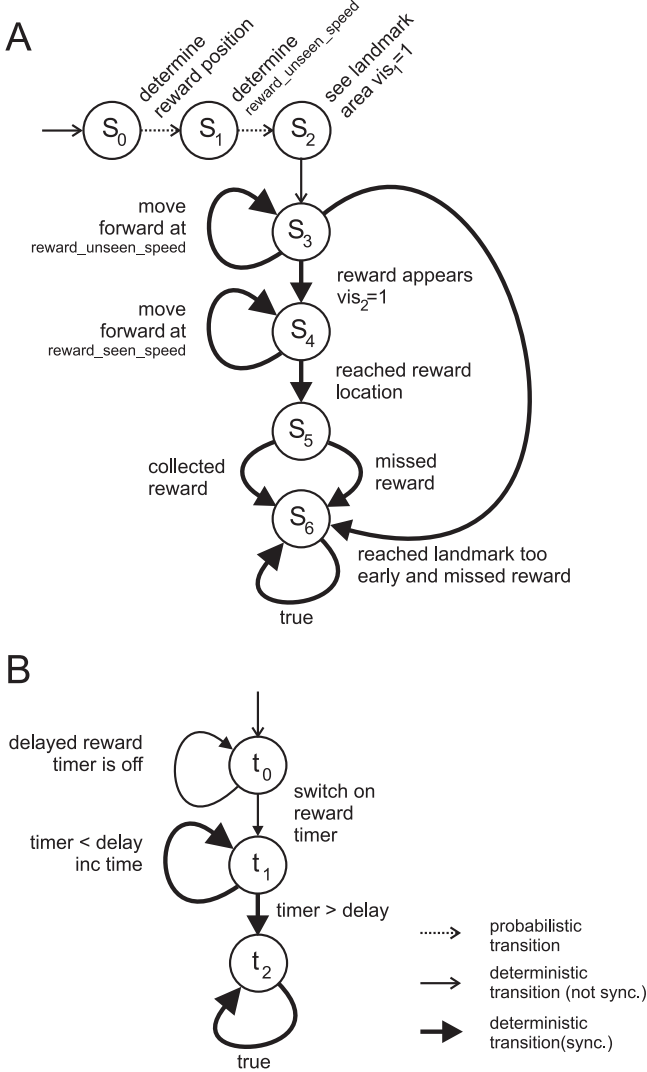 A
determine
reward position
determine
reward_unseen_speed
see landmark
area vis1=1
S0
S1
S2
move
forward at
reward_unseen_speed
S3
reward appears
vis2=1
move
forward at
reward_seen_speed
S4
reached reward
location
S5
collected
reward
missed
reward
S6
reached landmark too
early and missed reward
true
B
delayed reward
timer is off
t0
switch on
reward
timer
timer < delay
inc time
t1
timer > delay
t2
true
probabilistic
transition
deterministic
transition (not sync.)
deterministic
transition(sync.)